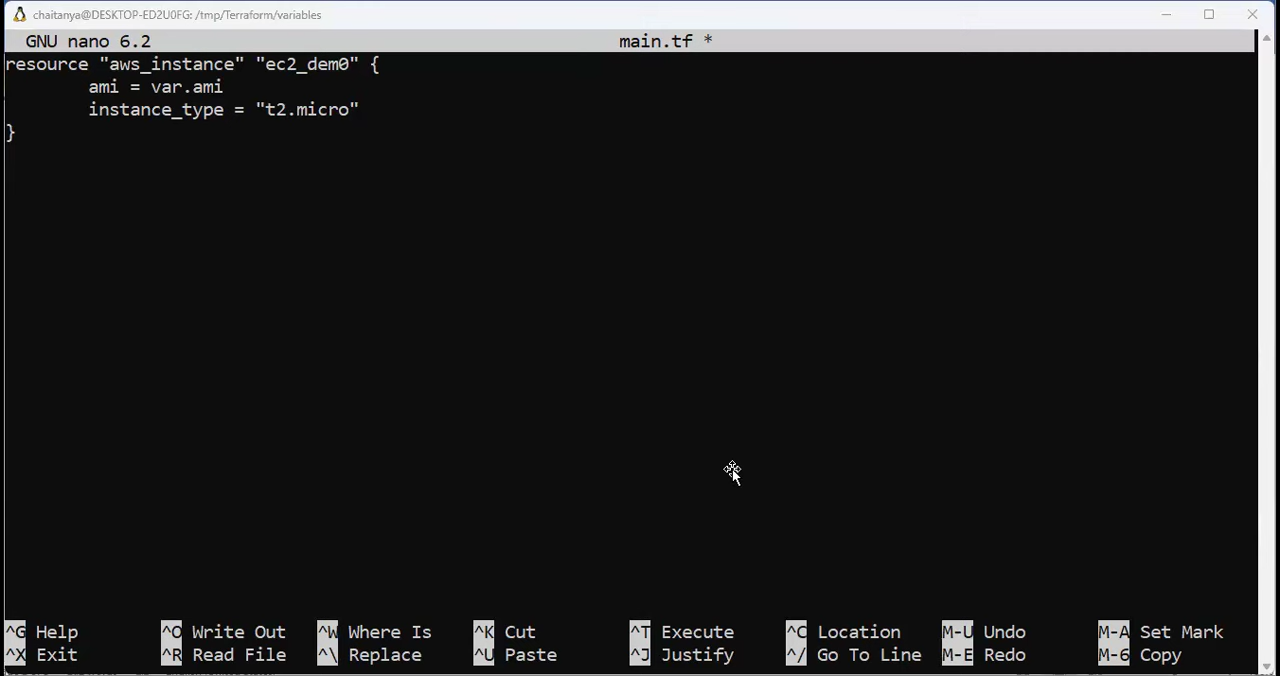 chaitanya@DESKTOP-ED2U0FG: /tmp/Terraform/variables
GNU nano 6.2 main.tf *
resource "aws_instance" "ec2_dem0" {
ami = var.ami
instance_type = "t2.micro"
}
^G Help ^O Write Out ^W Where Is ^K Cut ^T Execute ^C Location M-U Undo M-A Set Mark
^X Exit ^R Read File ^\ Replace ^U Paste ^J Justify ^/ Go To Line M-E Redo M-6 Copy